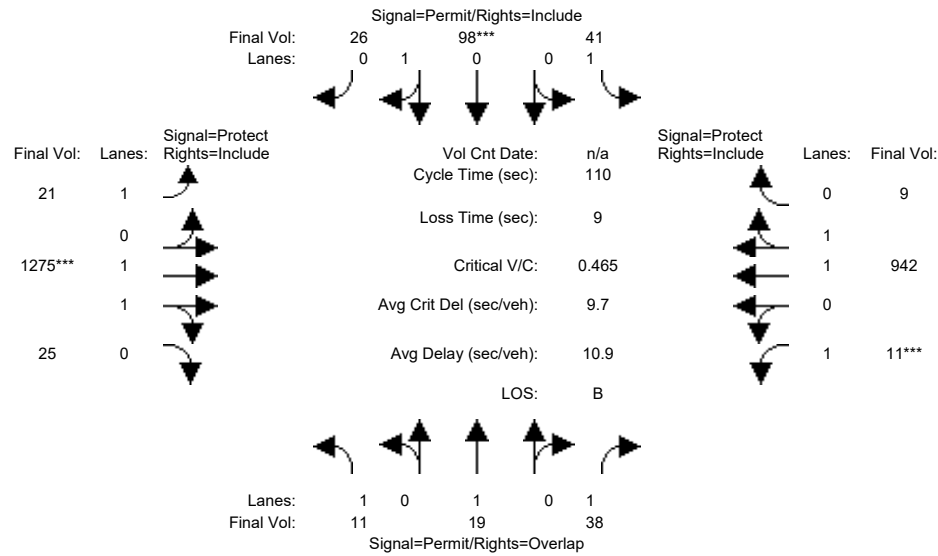 Signal=Permit/Rights=Include
Final Vol: 26 98*** 41
Lanes: 0 1 0 0 1
Signal=Protect
Final Vol: Lanes: Rights=Include
Vol Cnt Date: n/a
Signal=Protect
Rights=Include Lanes: Final Vol:
Cycle Time (sec): 110
21 1
0 9
Loss Time (sec): 9
0
1
1275*** 1
Critical V/C: 0.465
1 942
1
Avg Crit Del (sec/veh): 9.7
0
25 0
Avg Delay (sec/veh): 10.9
1 11***
LOS: B
Lanes: 1 0 1 0 1
Final Vol: 11 19 38
Signal=Permit/Rights=Overlap